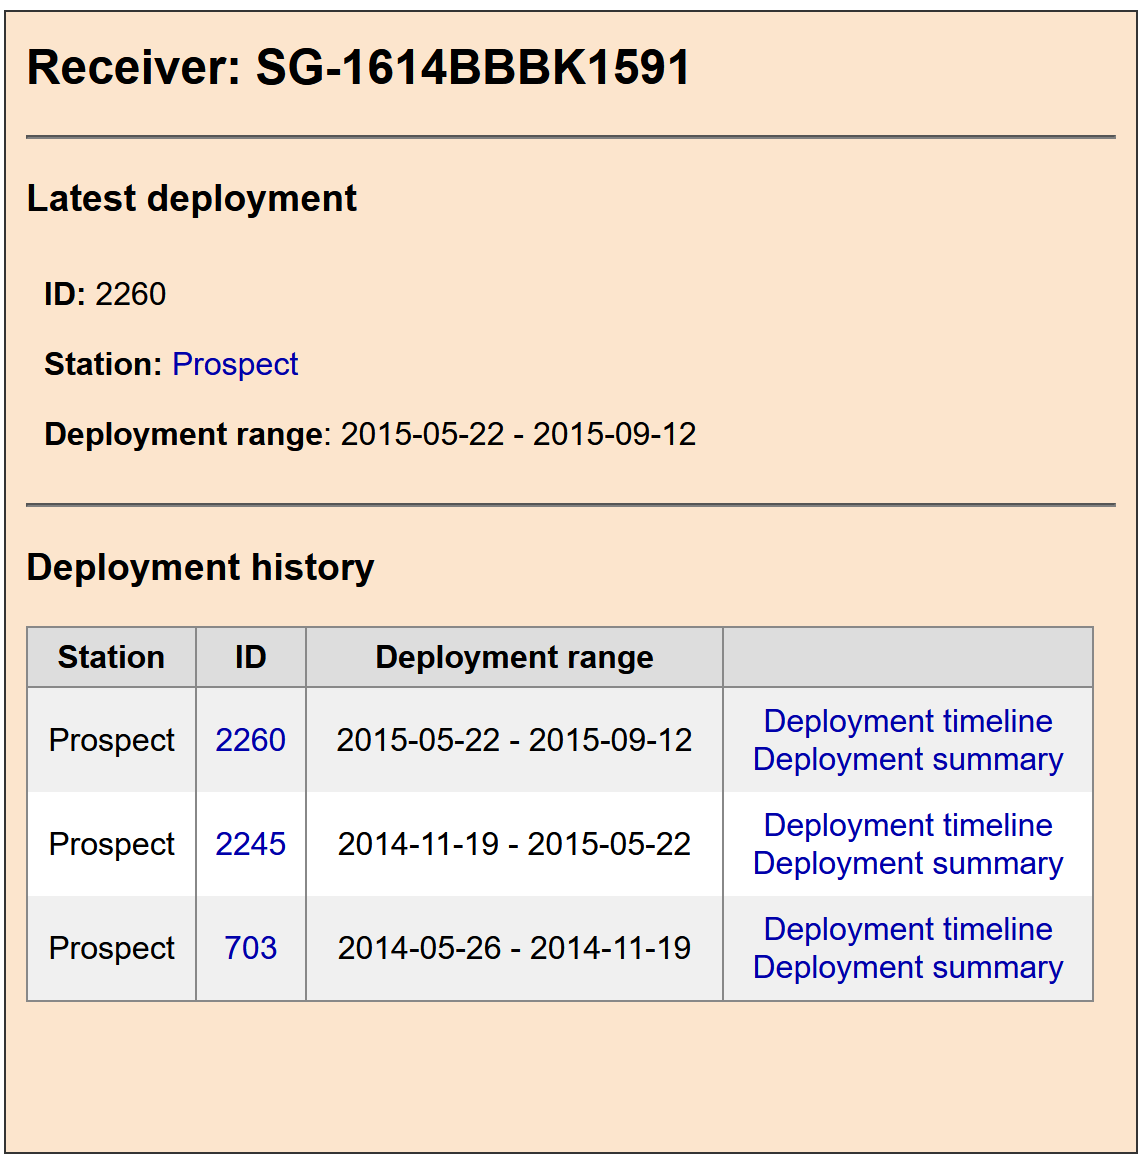 Receiver: SG-1614BBBK1591
Latest deployment
ID: 2260
Station: Prospect
Deployment range: 2015-05-22 - 2015-09-12
Deployment history
Station ID Deployment range
Prospect 2260 2015-05-22 - 2015-09-12 Deployment timeline
Deployment summary
Prospect 2245 2014-11-19 - 2015-05-22 Deployment timeline
Deployment summary
Prospect 703 2014-05-26 - 2014-11-19 Deployment timeline
Deployment summary